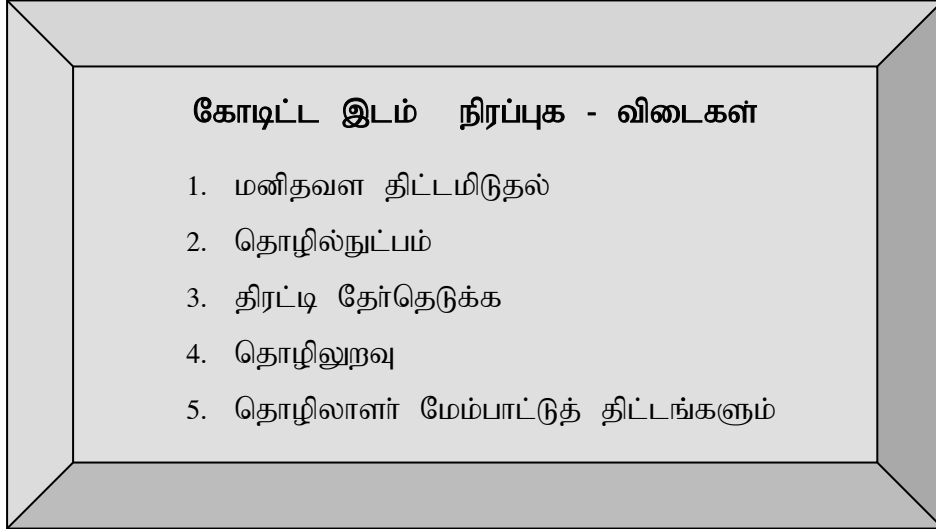 கோடிட்ட இடம் நிரப்புக - விடைகள்
1. மனிதவள திட்டமிடுதல்
2. தொழில்நுட்பம்
3. திரட்டி தேர்தெடுக்க
4. தொழிலுறவு
5. தொழிலாளர் மேம்பாட்டுத் திட்டங்களும்